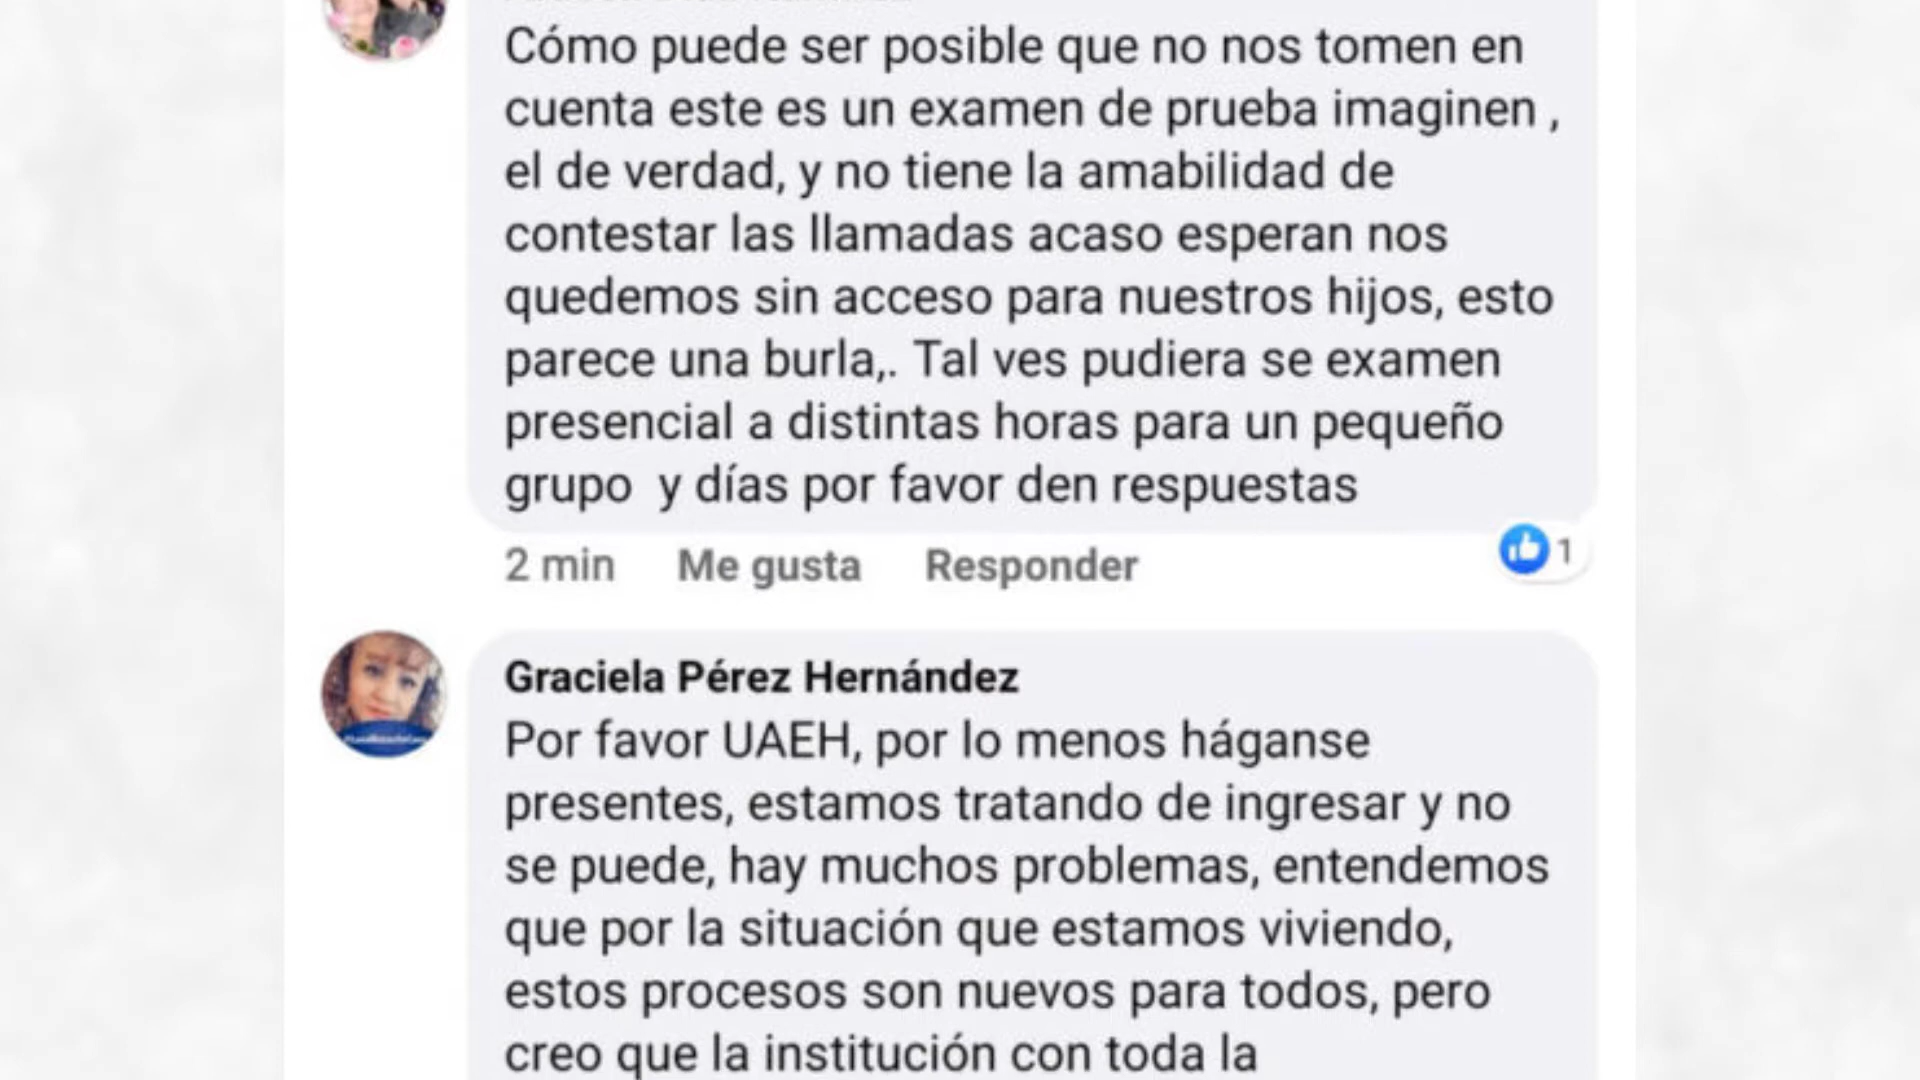 Cómo puede ser posible que no nos tomen en
cuenta este es un examen de prueba imaginen ,
el de verdad, y no tiene la amabilidad de
contestar las llamadas acaso esperan nos
quedemos sin acceso para nuestros hijos, esto
parece una burla,. Tal ves pudiera se examen
presencial a distintas horas para un pequeño
grupo  y días por favor den respuestas
2 min Me gusta Responder 1
Graciela Pérez Hernández
Por favor UAEH, por lo menos háganse
presentes, estamos tratando de ingresar y no
se puede, hay muchos problemas, entendemos
que por la situación que estamos viviendo,
estos procesos son nuevos para todos, pero
creo que la institución con toda la